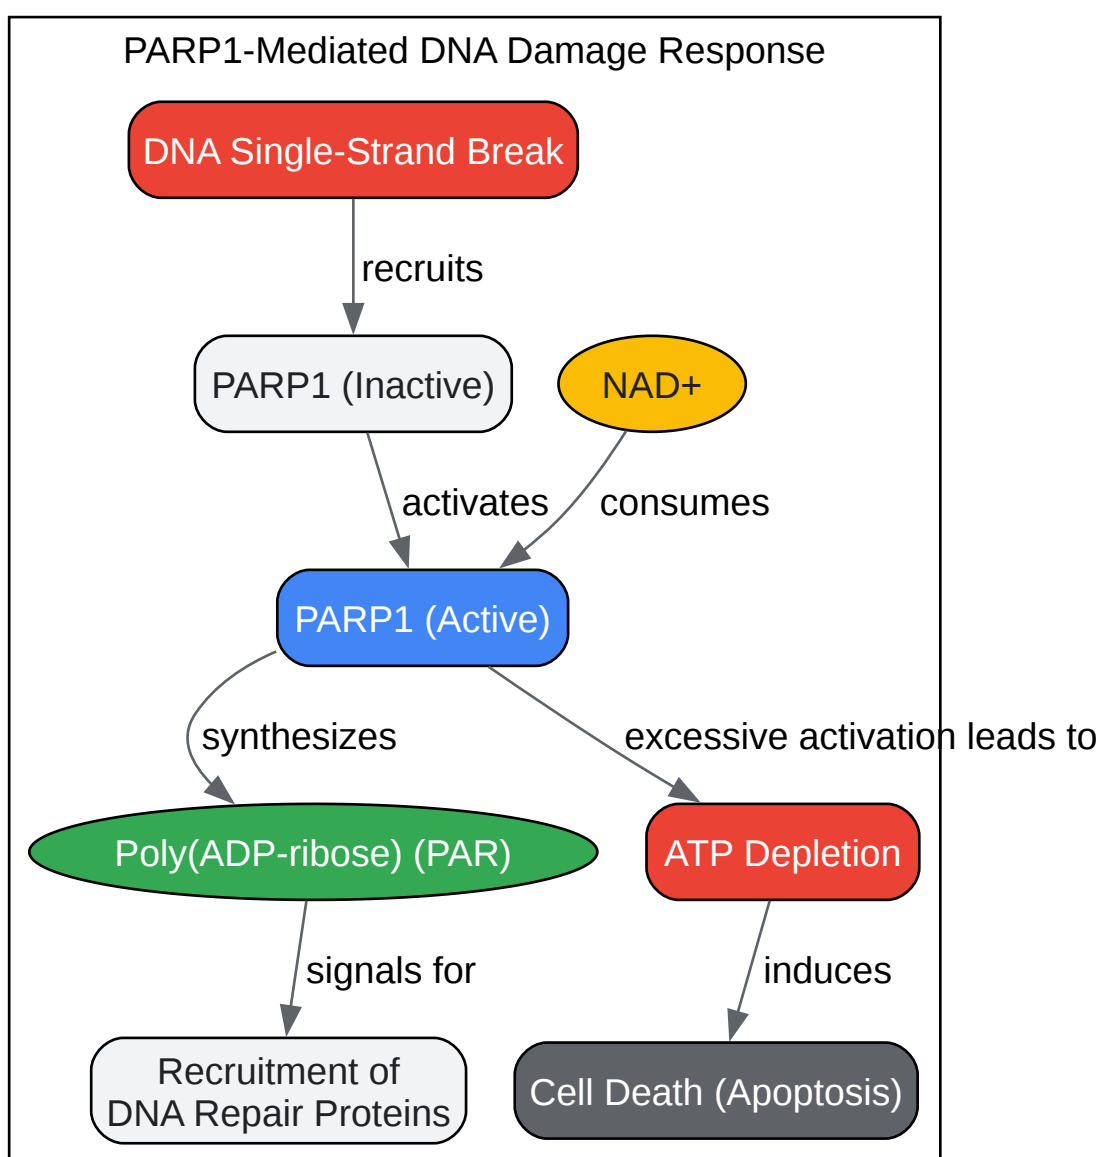 PARP1-Mediated DNA Damage Response
DNA Single-Strand Break
recruits
PARP1 (Inactive)
NAD+
activates
consumes
PARP1 (Active)
synthesizes
excessive activation leads to
Poly(ADP-ribose) (PAR)
ATP Depletion
signals for
induces
Recruitment of
DNA Repair Proteins
Cell Death (Apoptosis)